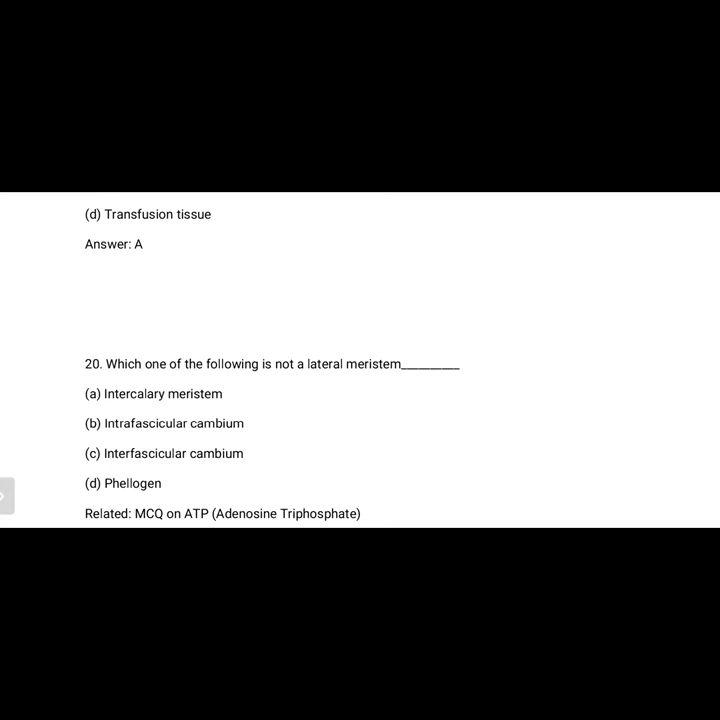 (d) Transfusion tissue
Answer: A
20. Which one of the following is not a lateral meristem__________
(a) Intercalary meristem
(b) Intrafascicular cambium
(c) Interfascicular cambium
(d) Phellogen
Related: MCQ on ATP (Adenosine Triphosphate)